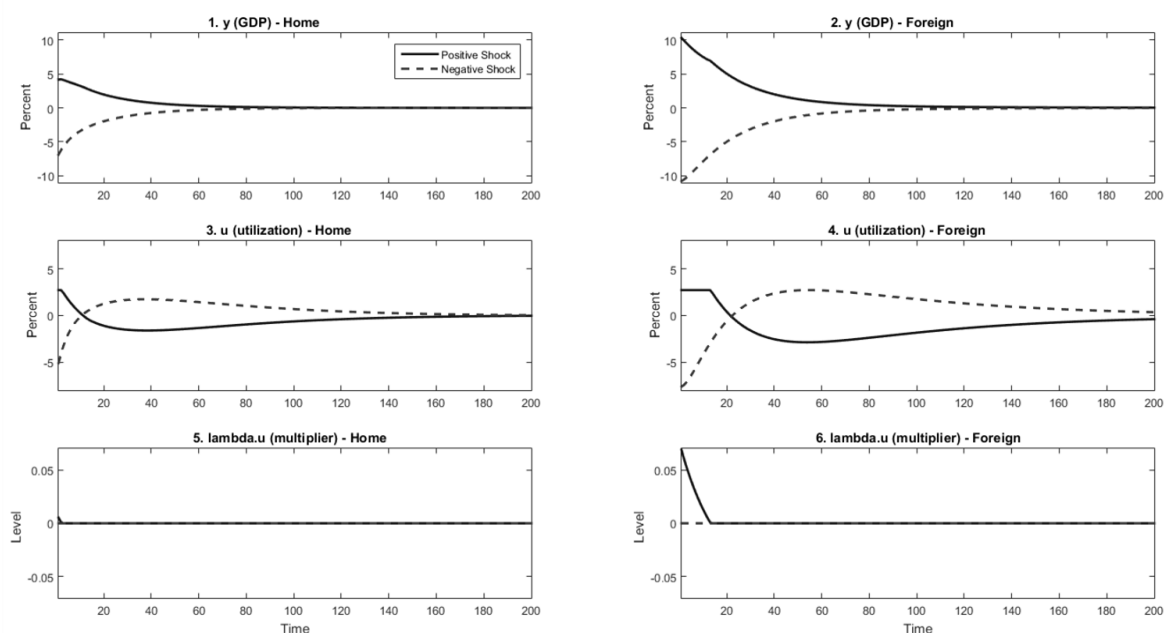 1. y (GDP) - Home
Percent
10
5
0
-5
-10
Positive Shock
Negative Shock
20 40 60 80 100 120 140 160 180 200
2. y (GDP) - Foreign
Percent
10
5
0
-5
-10
20 40 60 80 100 120 140 160 180 200
3. u (utilization) - Home
Percent
5
0
-5
20 40 60 80 100 120 140 160 180 200
4. u (utilization) - Foreign
Percent
5
0
-5
20 40 60 80 100 120 140 160 180 200
5. lambda.u (multiplier) - Home
Level
0.05
0
-0.05
20 40 60 80 100 120 140 160 180 200
Time
6. lambda.u (multiplier) - Foreign
Level
0.05
0
-0.05
20 40 60 80 100 120 140 160 180 200
Time